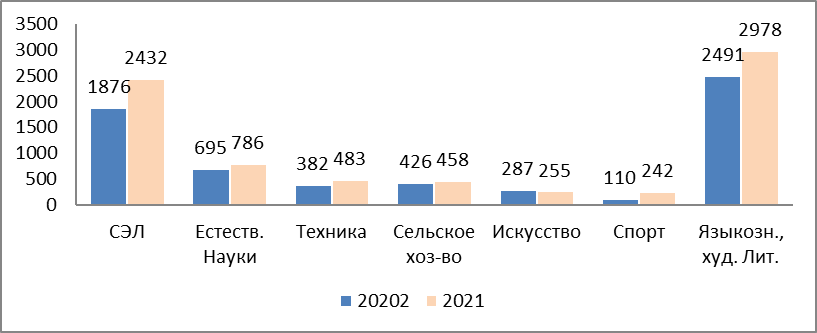 3500
3000
2500
2000
1500
1000
500
0
1876 2432
695 786
382 483
426 458
287 255
110 242
2491 2978
СЭЛ
Естеств.
Науки
Техника
Сельское
хоз-во
Искусство
Спорт
Языкозн.,
худ. Лит.
20202 2021